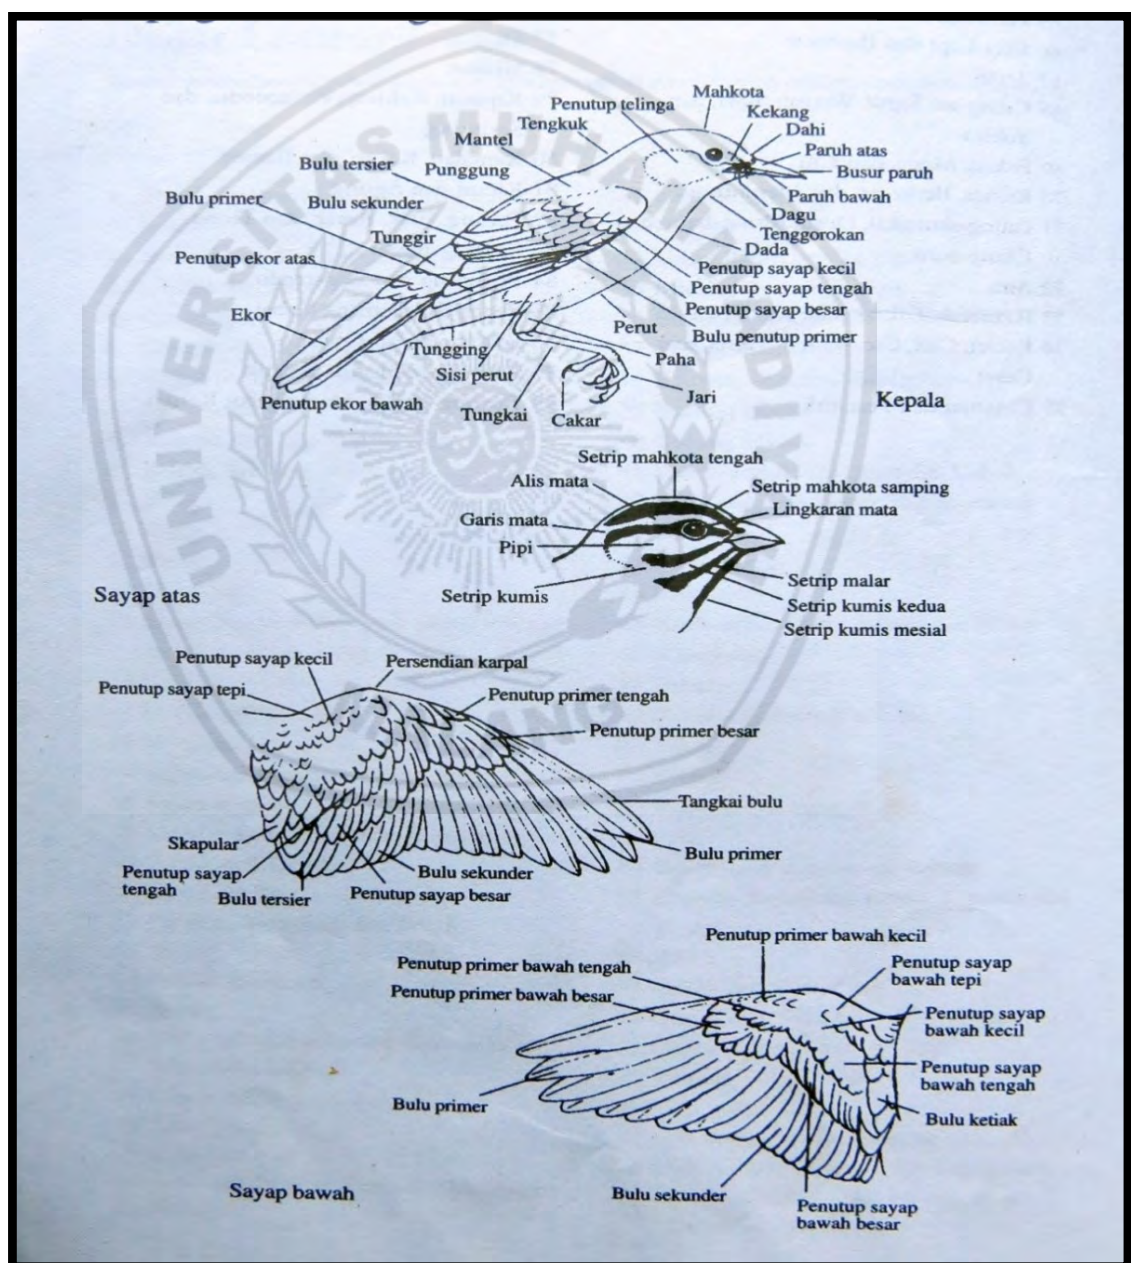 Mahkota
Penutup telinga
Kekang
Tengkuk
Dahi
Mantel
Paruh atas
Bulu tersier
Punggung
Busur paruh
Bulu primer
Bulu sekunder
Paruh bawah
Dagu
Tunggir
Tenggorokan
Dada
Penutup ekor atas
Penutup sayap kecil
Penutup sayap tengah
Ekor
Penutup sayap besar
Perut
Bulu penutup primer
Tungging
Paha
Sisi perut
Jari
Penutup ekor bawah
Tungkai
Cakar
Kepala
Setrip mahkota tengah
Alis mata
Setrip mahkota samping
Lingkaran mata
Garis mata
Pipi
Setrip malar
Setrip kumis
Setrip kumis kedua
Setrip kumis mesial
Sayap atas
Penutup sayap kecil
Persendian karpal
Penutup sayap tepi
Penutup primer tengah
Penutup primer besar
Tangkai bulu
Skapular
Bulu primer
Penutup sayap
tengah
Bulu sekunder
Bulu tersier
Penutup sayap besar
Penutup primer bawah kecil
Penutup primer bawah tengah
Penutup sayap
bawah tepi
Penutup primer bawah besar
Penutup sayap
bawah kecil
Penutup sayap
bawah tengah
Bulu primer
Bulu ketiak
Sayap bawah
Bulu sekunder
Penutup sayap
bawah besar
UNIVERSITAS MUHAMMADIYAH
MALANG